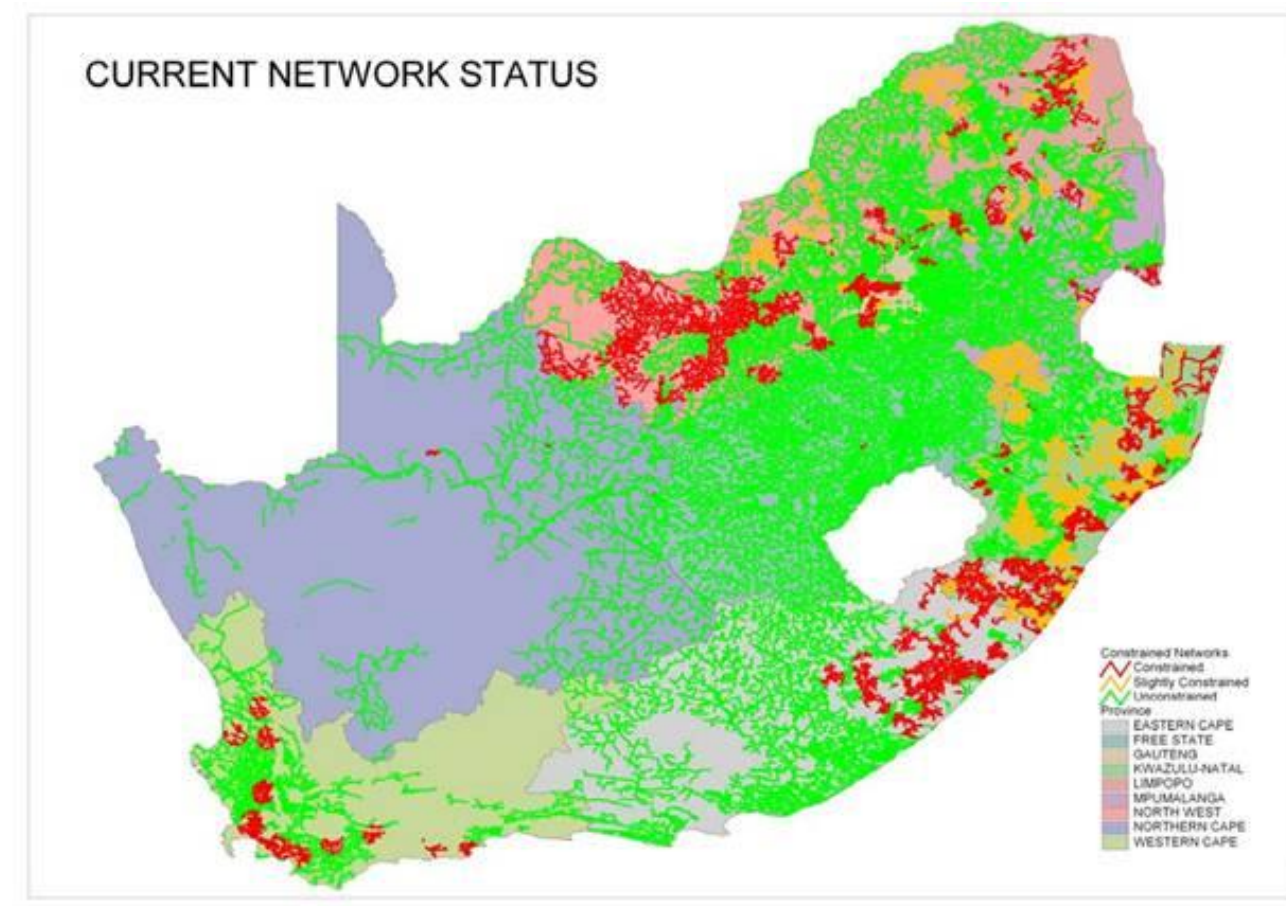 CURRENT NETWORK STATUS
Constrained Networks
Constrained
Slightly Constrained
Unconstrained
Province
EASTERN CAPE
FREE STATE
GAUTENG
KWAZULU-NATAL
LIMPOPO
MPUMALANGA
NORTH WEST
NORTHERN CAPE
WESTERN CAPE